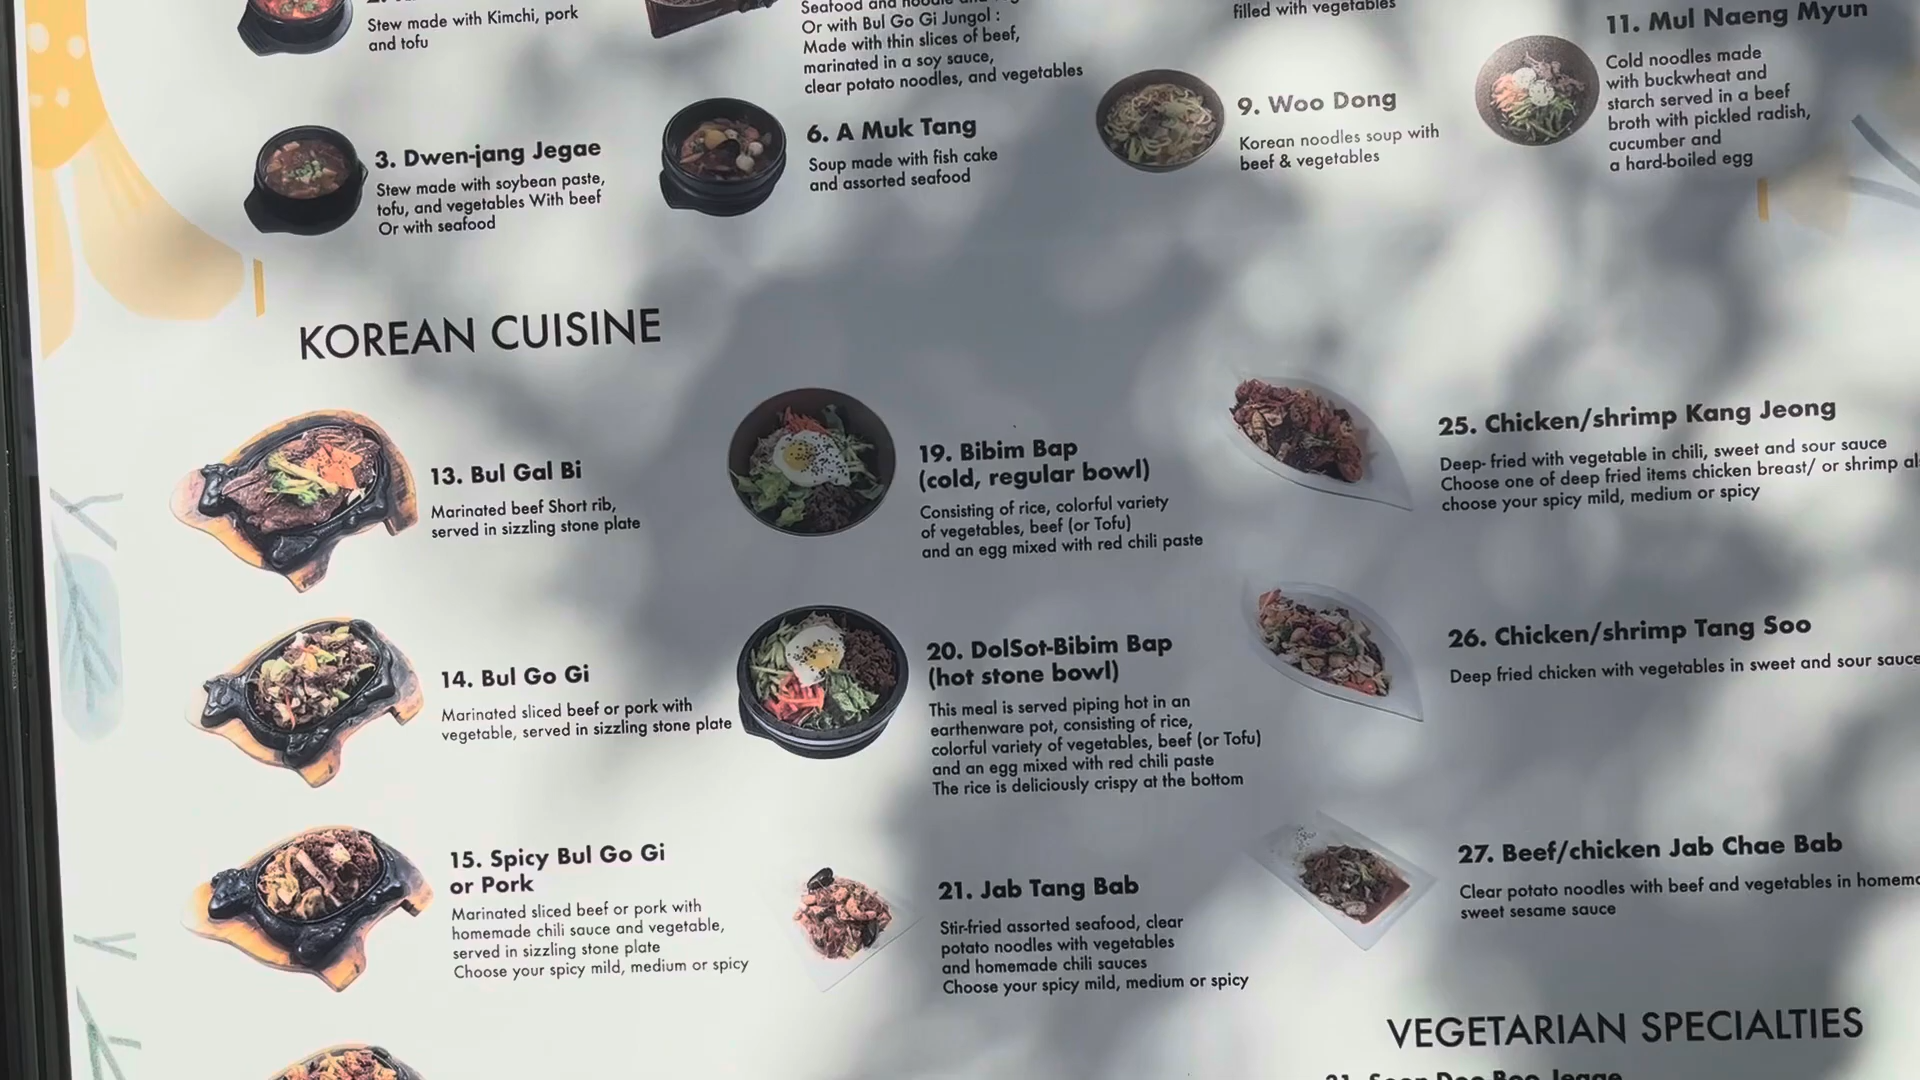 Stew made with Kimchi, pork
and tofu
3. Dwen-jang Jegae
Stew made with soybean paste,
tofu, and vegetables With beef
Or with seafood
Seafood and
Or with Bul Go Gi Jungol :
Made with thin slices of beef,
marinated in a soy sauce,
clear potato noodles, and vegetables
6. A Muk Tang
Soup made with fish cake
and assorted seafood
filled with vegetables
9. Woo Dong
Korean noodles soup with
beef & vegetables
11. Mul Naeng Myun
Cold noodles made
with buckwheat and
starch served in a beef
broth with pickled radish,
cucumber and
a hard-boiled egg
KOREAN CUISINE
13. Bul Gal Bi
Marinated beef Short rib,
served in sizzling stone plate
14. Bul Go Gi
Marinated sliced beef or pork with
vegetable, served in sizzling stone plate
15. Spicy Bul Go Gi
or Pork
Marinated sliced beef or pork with
homemade chili sauce and vegetable,
served in sizzling stone plate
Choose your spicy mild, medium or spicy
19. Bibim Bap
(cold, regular bowl)
Consisting of rice, colorful variety
of vegetables, beef (or Tofu)
and an egg mixed with red chili paste
20. DolSot-Bibim Bap
(hot stone bowl)
This meal is served piping hot in an
earthenware pot, consisting of rice,
colorful variety of vegetables, beef (or Tofu)
and an egg mixed with red chili paste
The rice is deliciously crispy at the bottom
21. Jab Tang Bab
Stir-fried assorted seafood, clear
potato noodles with vegetables
and homemade chili sauces
Choose your spicy mild, medium or spicy
25. Chicken/shrimp Kang Jeong
Deep- fried with vegetable in chili, sweet and sour sauce
Choose one of deep fried items chicken breast/ or shrimp al
choose your spicy mild, medium or spicy
26. Chicken/shrimp Tang Soo
Deep fried chicken with vegetables in sweet and sour sauce
27. Beef/chicken Jab Chae Bab
Clear potato noodles with beef and vegetables in homem
sweet sesame sauce
VEGETARIAN SPECIALTIES